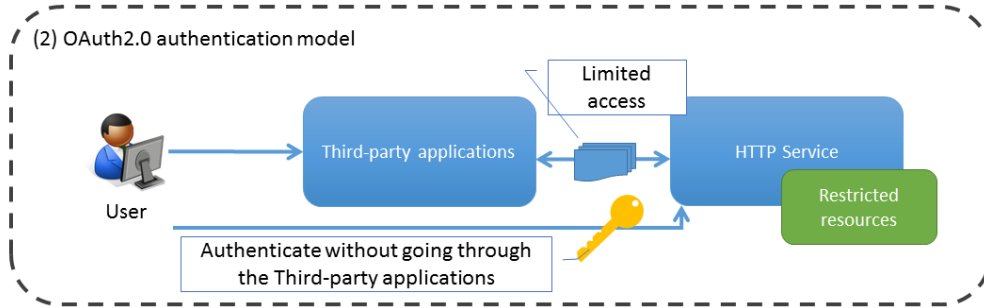 (2) OAuth2.0 authentication model
Limited
access
Third-party applications
HTTP Service
Restricted
resources
User
Authenticate without going through
the Third-party applications